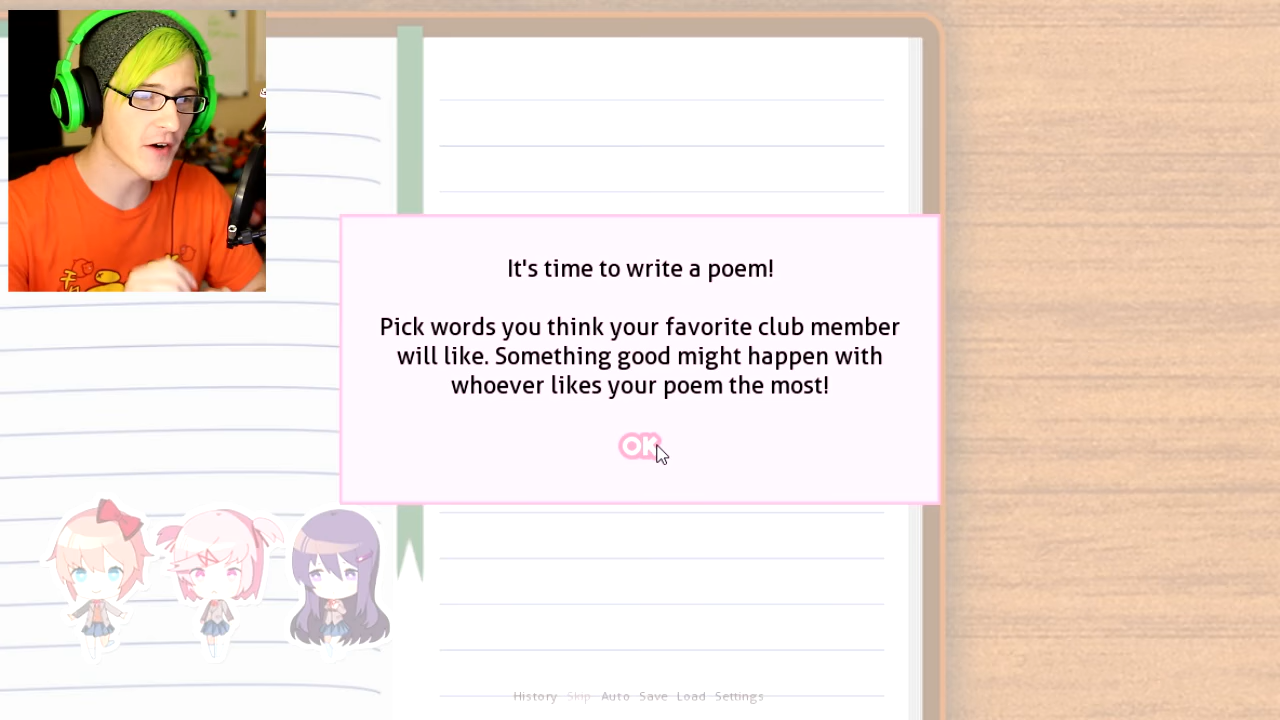 It's time to write a poem!
Pick words you think your favorite club member
will like. Something good might happen with
whoever likes your poem the most!
OK
History Skip Auto Save Load Settings